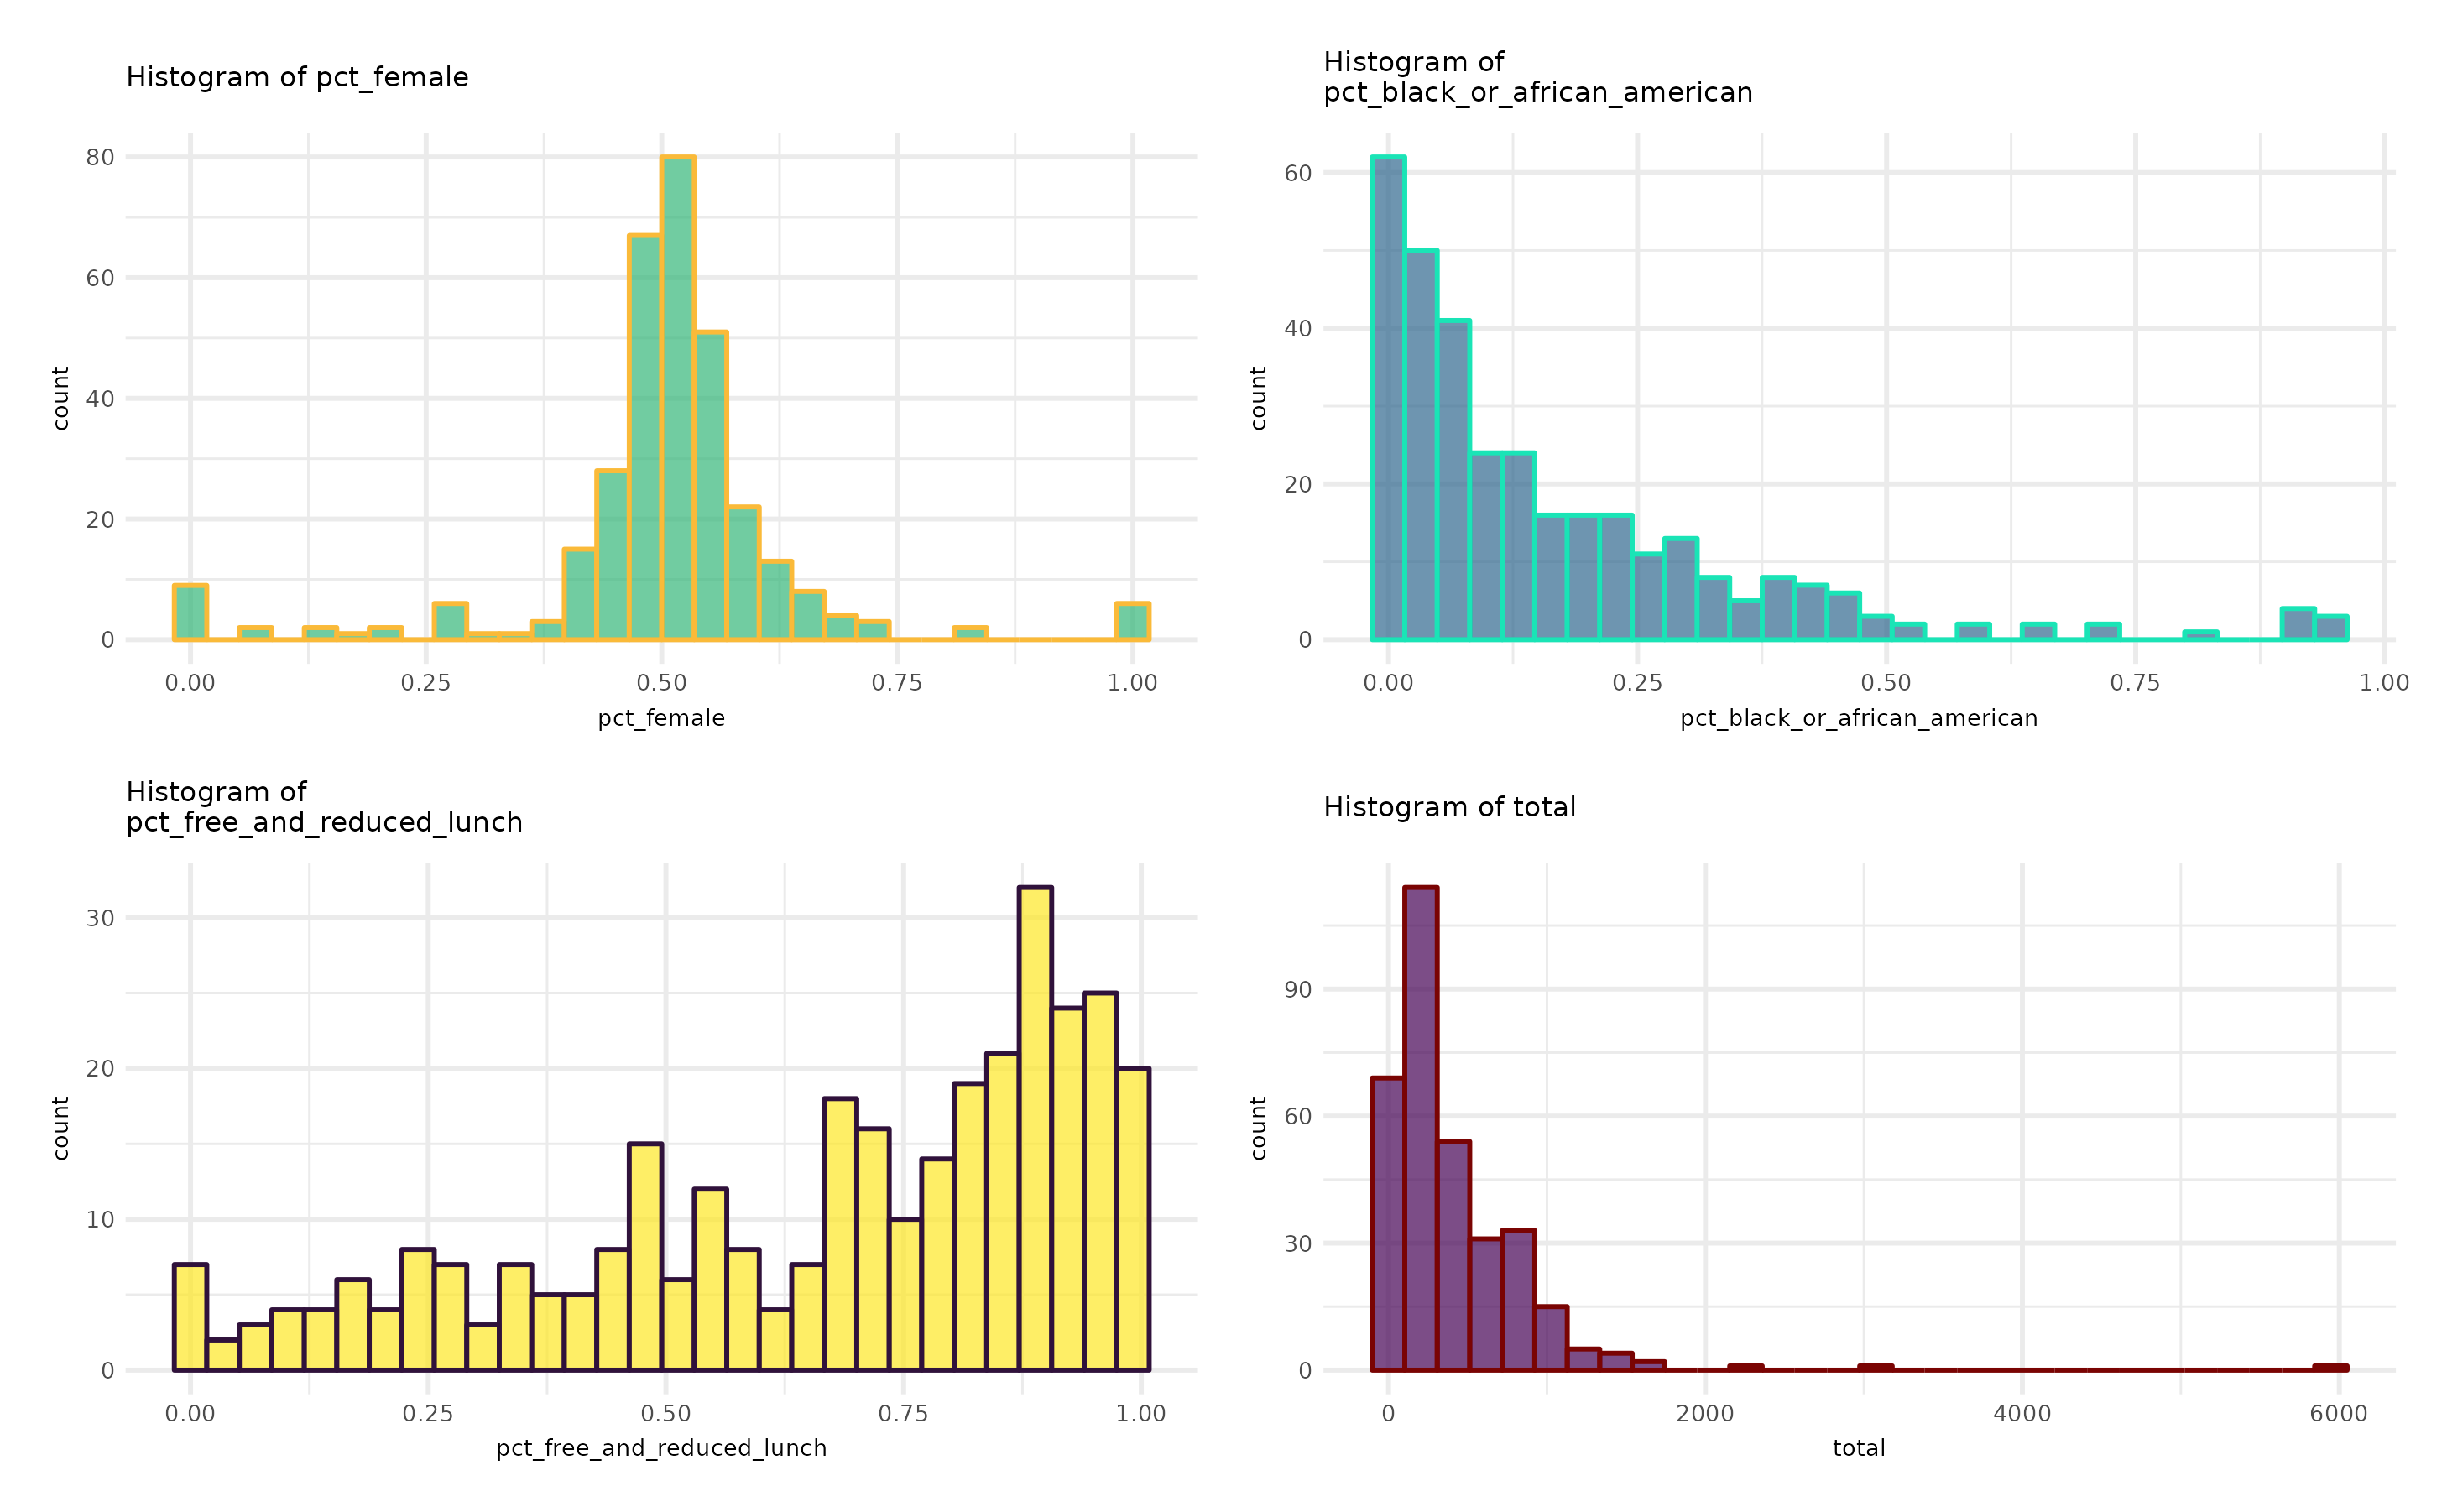 Histogram of pct_female
80
60
40
20
0
count
0.00 0.25 0.50 0.75 1.00
pct_female
Histogram of
pct_black_or_african_american
60
40
20
0
count
0.00 0.25 0.50 0.75 1.00
pct_black_or_african_american
Histogram of
pct_free_and_reduced_lunch
30
20
10
0
count
0.00 0.25 0.50 0.75 1.00
pct_free_and_reduced_lunch
Histogram of total
90
60
30
0
count
0 2000 4000 6000
total